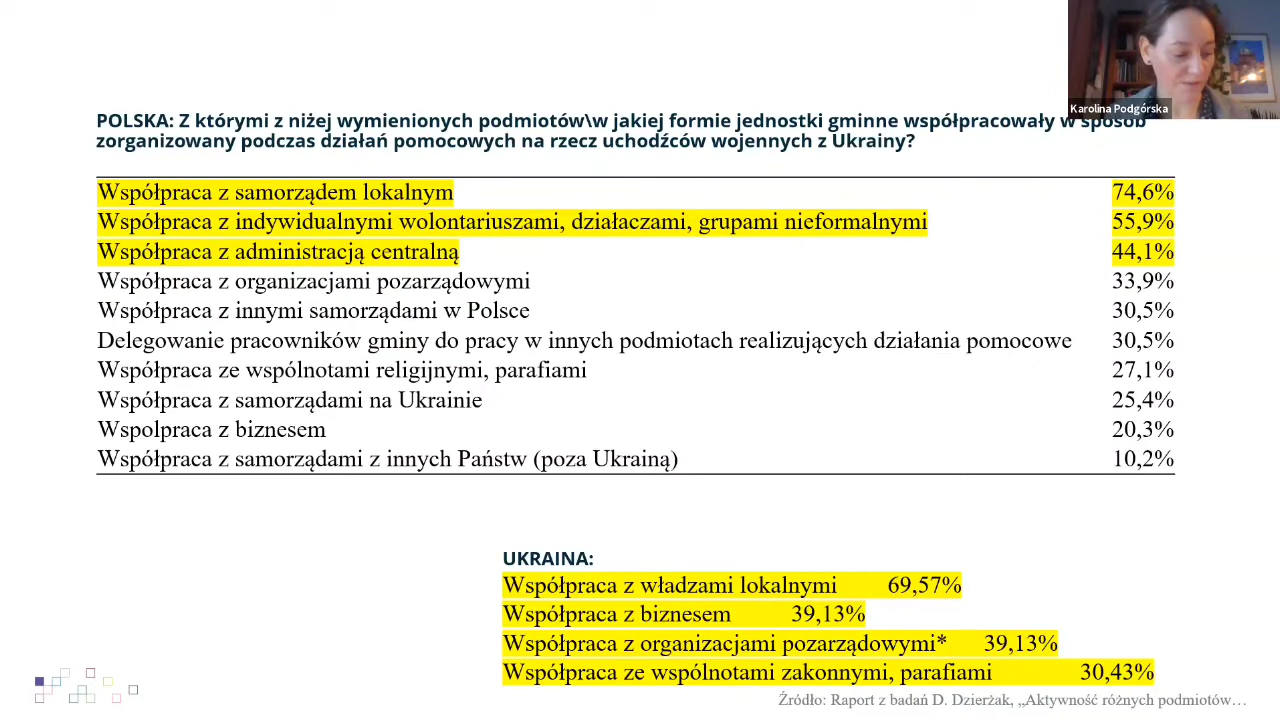 Karolina Podgórska
POLSKA: Z którymi z niżej wymienionych podmiotów\w jakiej formie jednostki gminne współpracowały w sposób
zorganizowany podczas działań pomocowych na rzecz uchodźców wojennych z Ukrainy?
Współpraca z samorządem lokalnym 74,6%
Współpraca z indywidualnymi wolontariuszami, działaczami, grupami nieformalnymi 55,9%
Współpraca z administracją centralną 44,1%
Współpraca z organizacjami pozarządowymi 33,9%
Współpraca z innymi samorządami w Polsce 30,5%
Delegowanie pracowników gminy do pracy w innych podmiotach realizujących działania pomocowe 30,5%
Współpraca ze wspólnotami religijnymi, parafiami 27,1%
Współpraca z samorządami na Ukrainie 25,4%
Wspolpraca z biznesem 20,3%
Współpraca z samorządami z innych Państw (poza Ukrainą) 10,2%
UKRAINA:
Współpraca z władzami lokalnymi 69,57%
Współpraca z biznesem 39,13%
Współpraca z organizacjami pozarządowymi* 39,13%
Współpraca ze wspólnotami zakonnymi, parafiami 30,43%
Źródło: Raport z badań D. Dzierżak, „Aktywność różnych podmiotów…